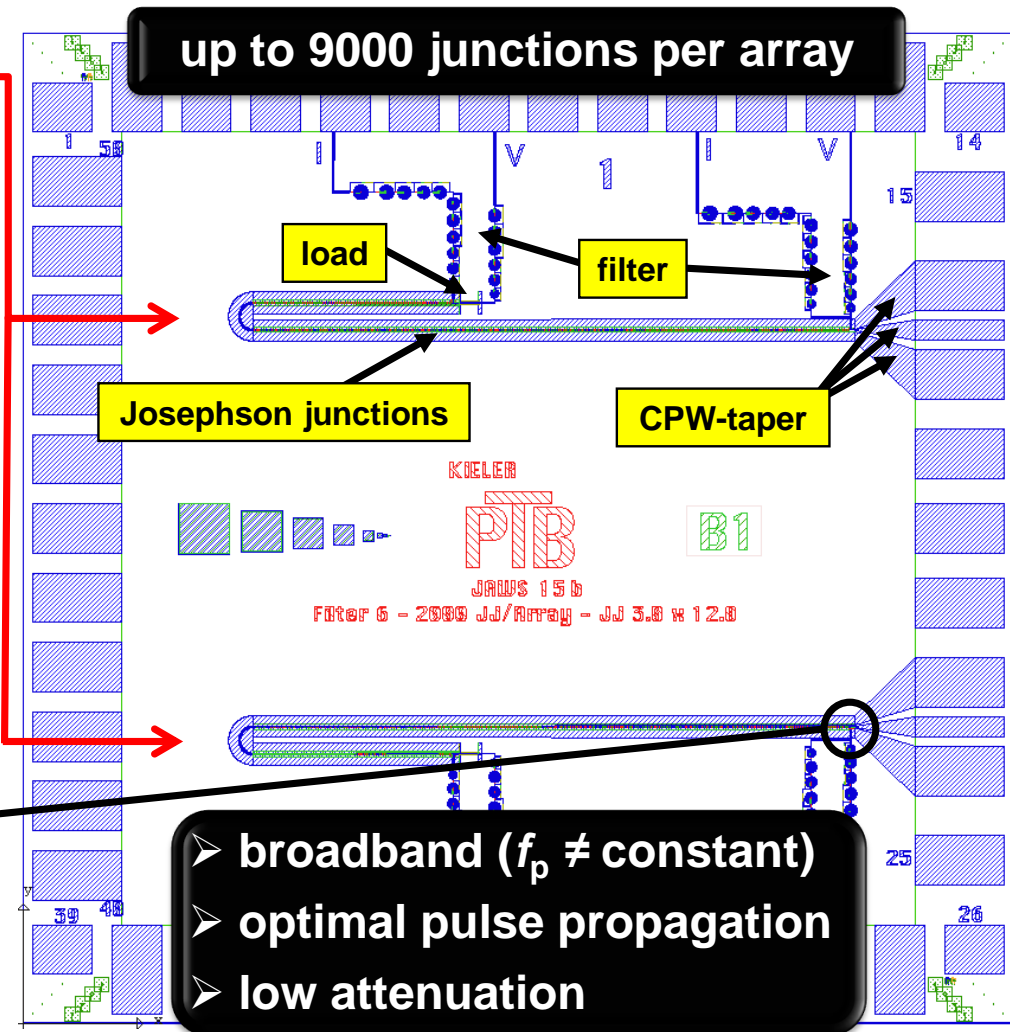 up to 9000 junctions per array
1 50 I V 1 I V 14
15
load
filter
Josephson junctions
CPW-taper
KIELER
PTB
B1
JAWS 15 b
Filter 6 - 2000 JJ/Array - JJ 3.0 x 12.0
➢ broadband (fp ≠ constant)
➢ optimal pulse propagation
➢ low attenuation
25
y
39 40
26
x